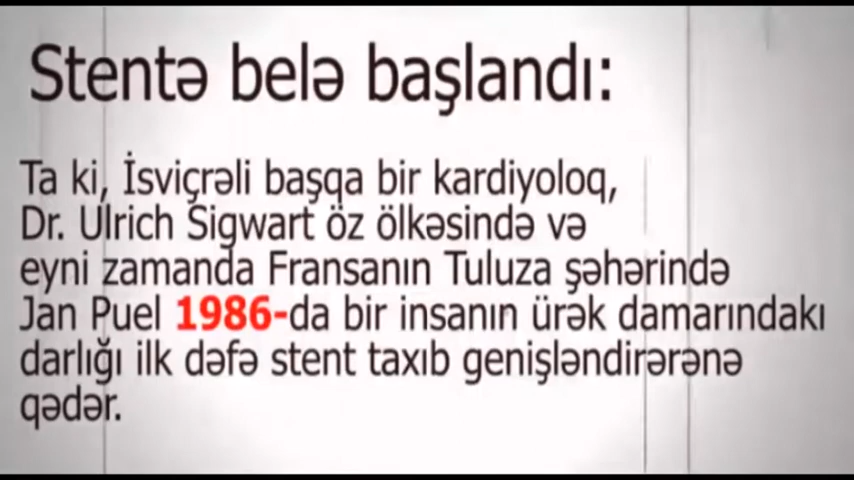 Stentə belə başlandı:
Ta ki, İsviçrəli başqa bir kardiyoloq,
Dr. Ulrich Sigwart öz ölkəsində və
eyni zamanda Fransanın Tuluza şəhərində
Jan Puel 1986-da bir insanın ürək damarındakı
darlığı ilk dəfə stent taxıb genişləndirərənə
qədər.